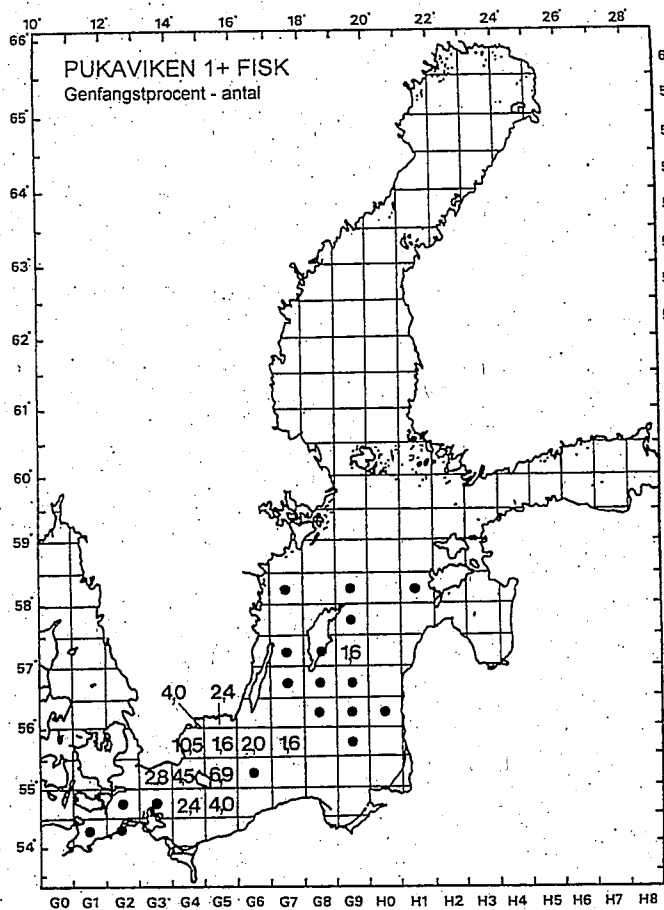 10° 12° 14° 16° 18° 20° 22° 24° 26° 28°
66°
PUKAVIKEN 1+ FISK
Genfangstprocent - antal
65°
64°
63°
62°
61°
60°
59°
58°
57° 1,6
4,0 2,4
56°
10,5 1,6 2,0 1,6
2,8 4,5 6,9
55°
2,4 4,0
54°
G0 G1 G2 G3 G4 G5 G6 G7 G8 G9 H0 H1 H2 H3 H4 H5 H6 H7 H8